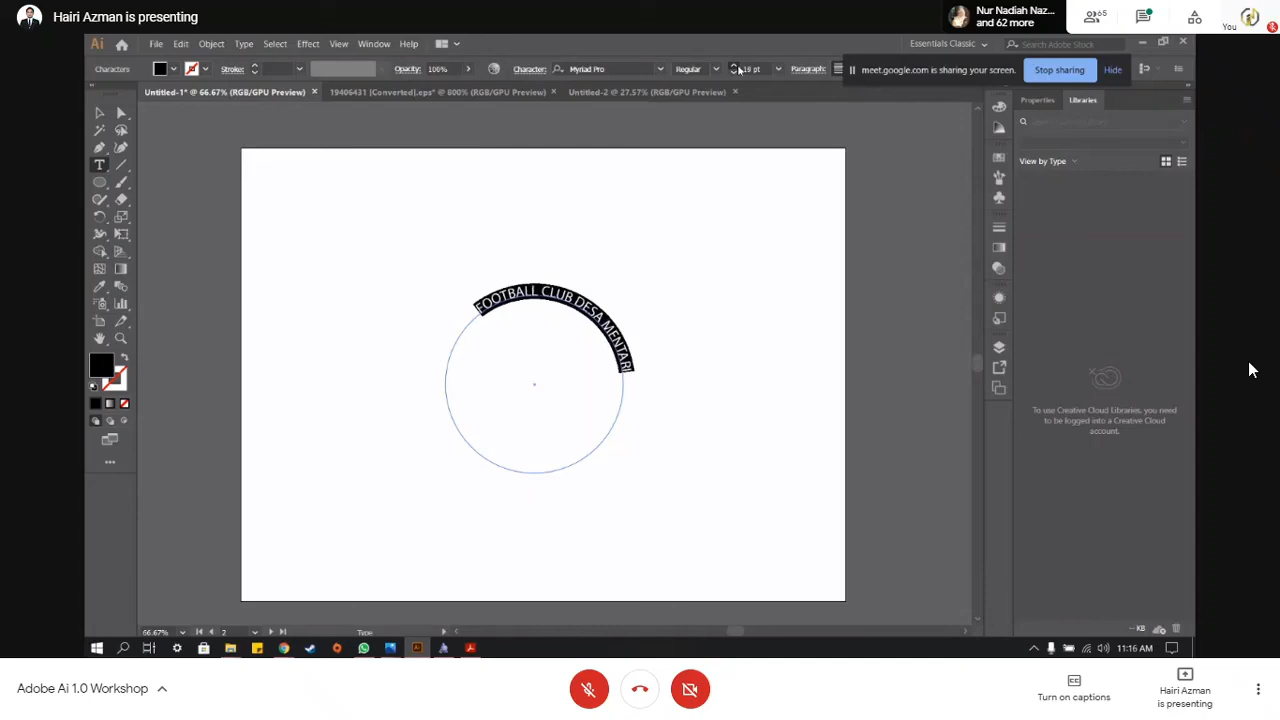 Hairi Azman is presenting
Nur Nadiah Naz...
and 62 more
65
You
Ai
File Edit Object Type Select Effect View Window Help
Essentials Classic
Search Adobe Stock
Characters
Stroke:
Opacity: 100%
Character: Myriad Pro
Regular
19 pt
Paragraph:
meet.google.com is sharing your screen.
Stop sharing
Hide
Untitled-1* @ 66.67% (RGB/GPU Preview)
19406431 [Converted].eps* @ 800% (RGB/GPU Preview)
Untitled-2 @ 27.57% (RGB/GPU Preview)
Properties
Libraries
View by Type
FOOTBALL CLUB DESA MENTARI
To use Creative Cloud Libraries, you need
to be logged into a Creative Cloud
account.
-- KB
66.67%
2
Type
11:16 AM
Adobe Ai 1.0 Workshop
Turn on captions
Hairi Azman
is presenting